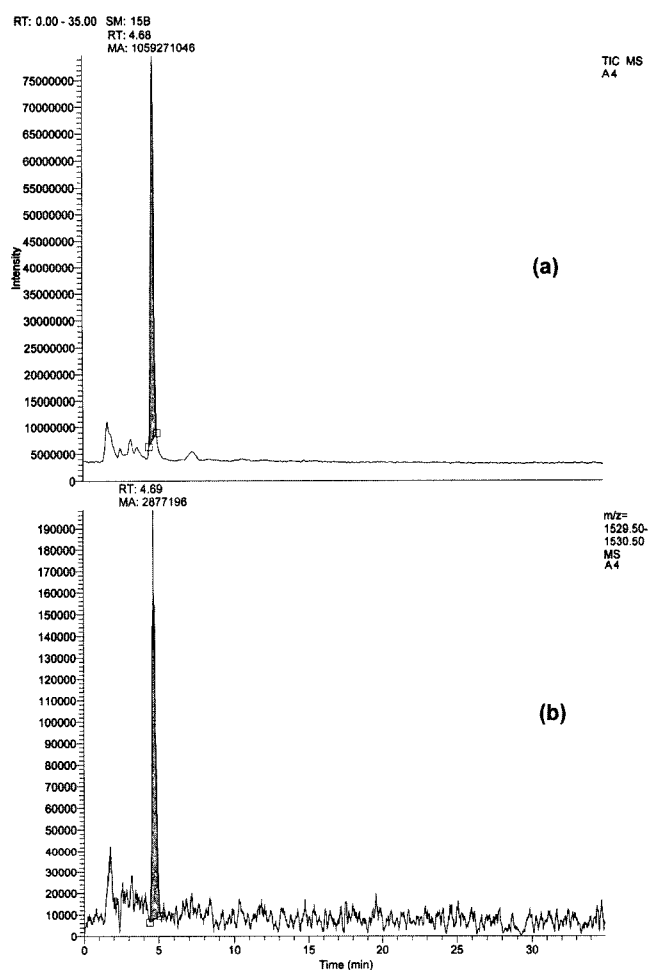 RT: 0.00 - 35.00 SM: 15B
RT: 4.68
MA: 1059271046
TIC MS
A4
75000000
70000000
65000000
60000000
55000000
50000000
45000000
40000000
35000000
30000000
25000000
20000000
15000000
10000000
5000000
0
Intensity
(a)
RT: 4.69
MA: 2877196
m/z=
1529.50-
1530.50
MS
A4
190000
180000
170000
160000
150000
140000
130000
120000
110000
100000
90000
80000
70000
60000
50000
40000
30000
20000
10000
0
(b)
0 5 10 15 20 25 30
Time (min)